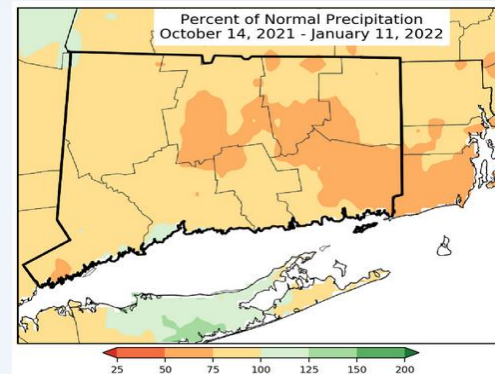 Percent of Normal Precipitation
October 14, 2021 - January 11, 2022
25 50 75 100 125 150 200